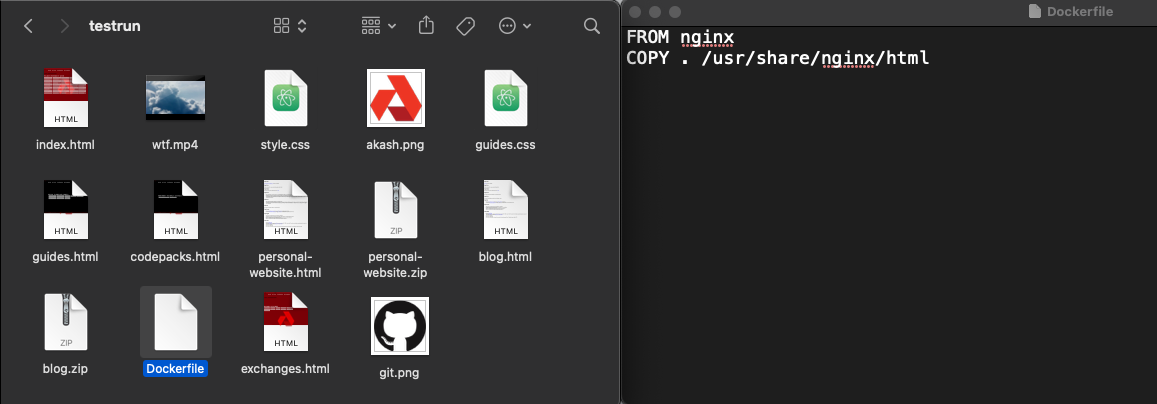 testrun
HTML
index.html
wtf.mp4
style.css
akash.png
guides.css
HTML
guides.html
HTML
codepacks.html
HTML
personal-
website.html
ZIP
personal-
website.zip
HTML
blog.html
ZIP
blog.zip
Dockerfile
HTML
exchanges.html
git.png
Dockerfile
FROM nginx
COPY . /usr/share/nginx/html